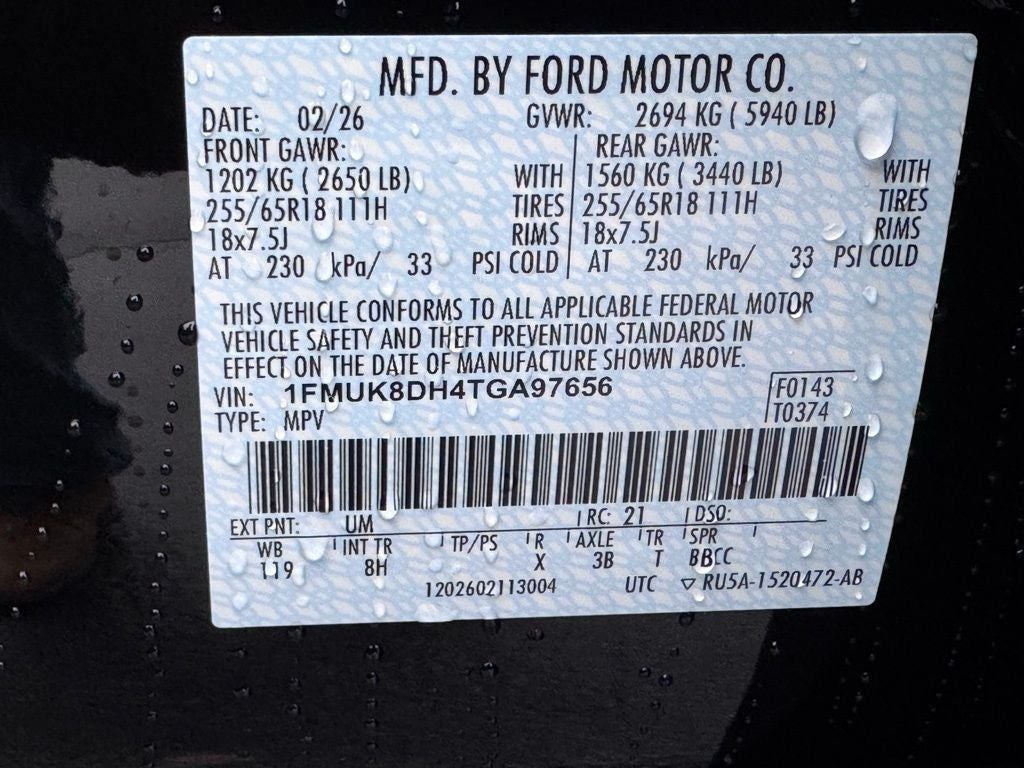 MFD. BY FORD MOTOR CO.
DATE: 02/26 GVWR: 2694 KG ( 5940 LB)
FRONT GAWR: REAR GAWR:
1202 KG ( 2650 LB) WITH 1560 KG ( 3440 LB) WITH
255/65R18 111H TIRES 255/65R18 111H TIRES
18x7.5J RIMS 18x7.5J RIMS
AT 230 kPa/ 33 PSI COLD AT 230 kPa/ 33 PSI COLD
THIS VEHICLE CONFORMS TO ALL APPLICABLE FEDERAL MOTOR
VEHICLE SAFETY AND THEFT PREVENTION STANDARDS IN
EFFECT ON THE DATE OF MANUFACTURE SHOWN ABOVE.
VIN: 1FMUK8DH4TGA97656 F0143
TYPE: MPV T0374
EXT PNT: UM RC: 21 DSO:
WB INT TR TP/PS R AXLE TR SPR
119 8H X 3B T BBCC
1202602113004 UTC ▽ RU5A-1520472-AB